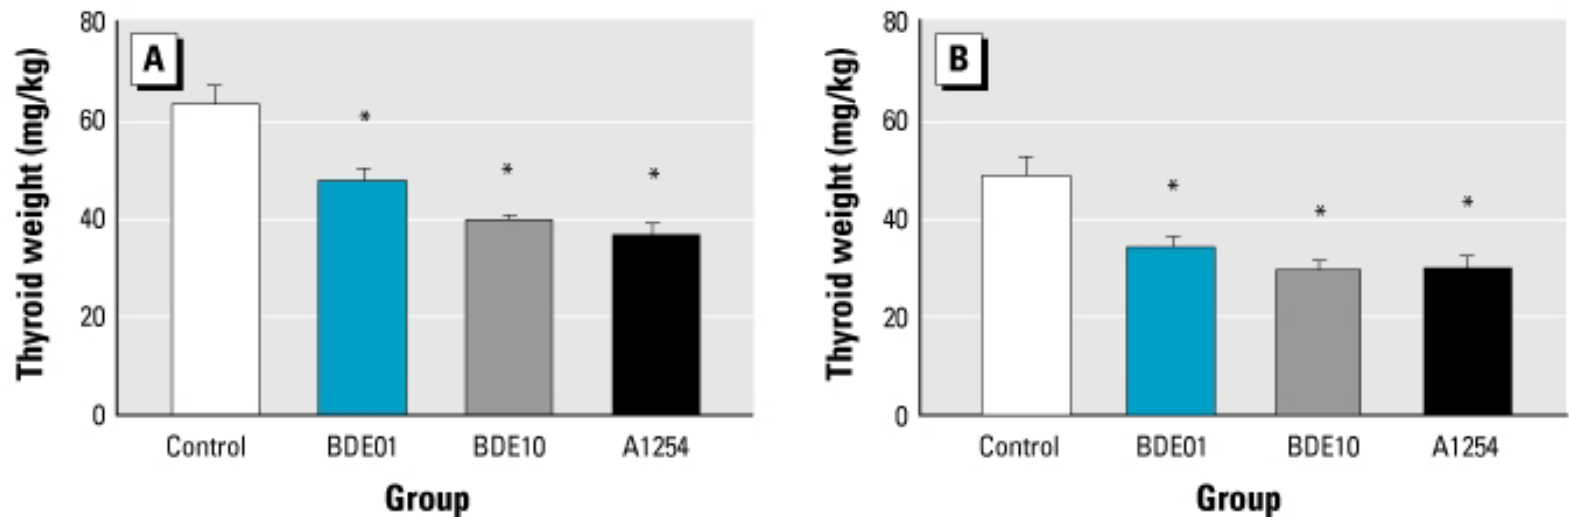 A
Thyroid weight (mg/kg)
80
60
40
20
0
*
*
*
Control
BDE01
BDE10
A1254
Group
B
Thyroid weight (mg/kg)
80
60
40
20
0
*
*
*
Control
BDE01
BDE10
A1254
Group